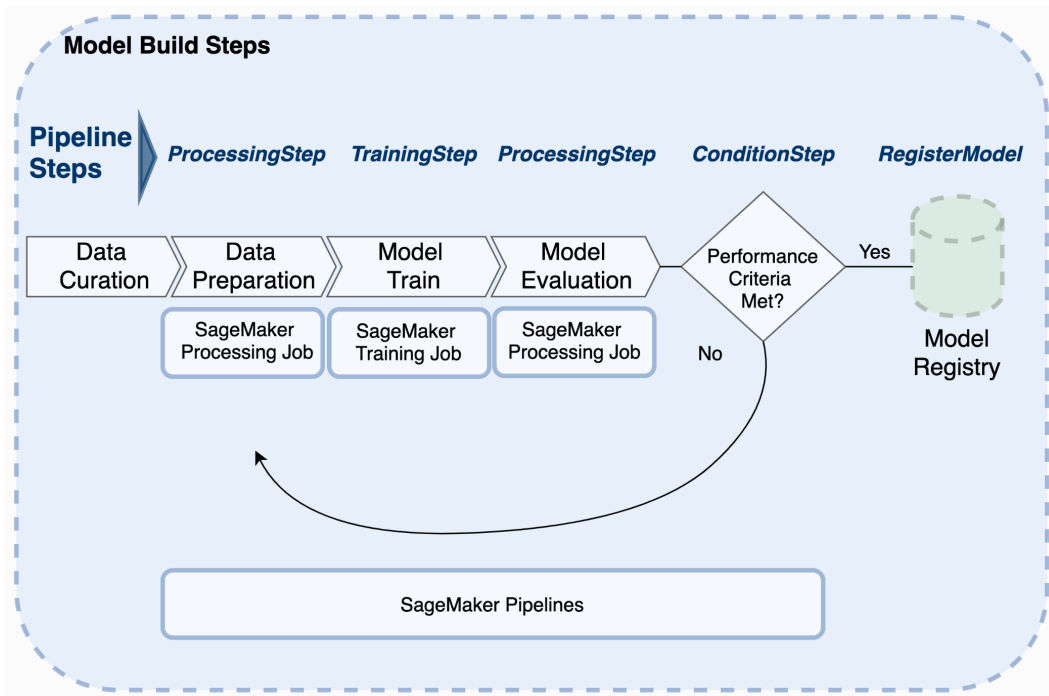 Model Build Steps
Pipeline
Steps
ProcessingStep
TrainingStep
ProcessingStep
ConditionStep
RegisterModel
Data
Curation
Data
Preparation
Model
Train
Model
Evaluation
Performance
Criteria
Met?
Yes
No
SageMaker
Processing Job
SageMaker
Training Job
SageMaker
Processing Job
Model
Registry
SageMaker Pipelines